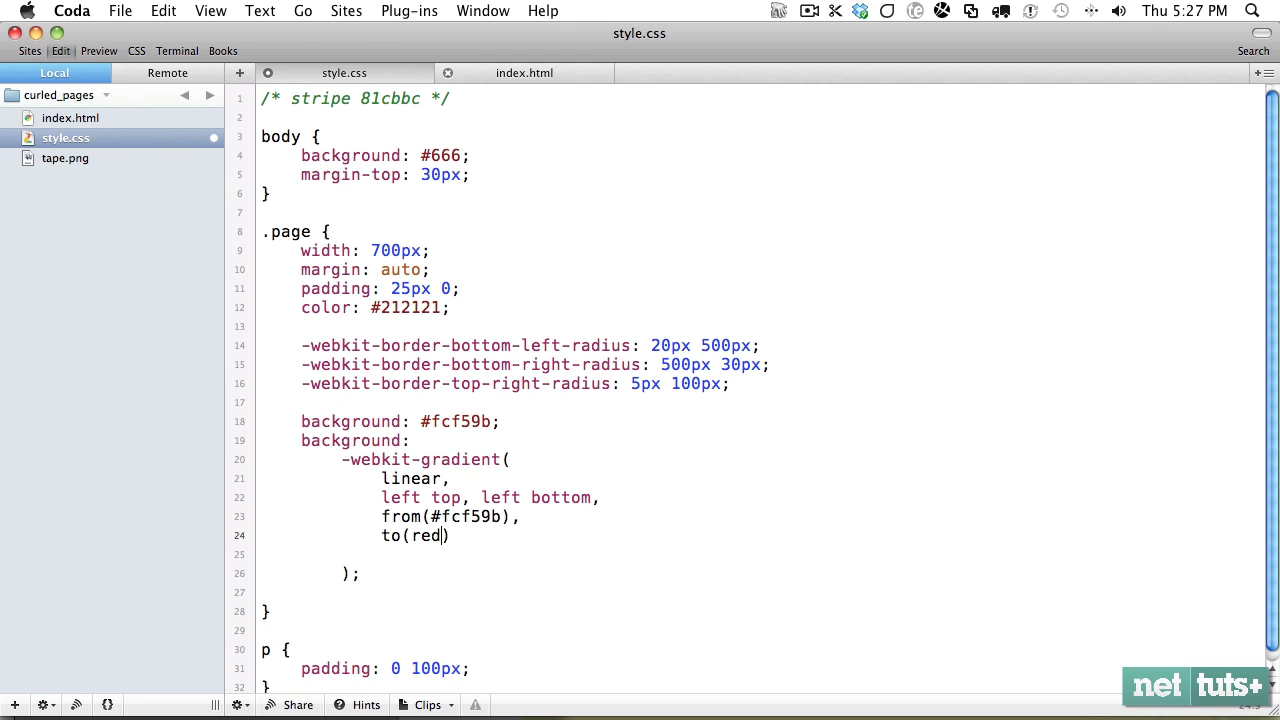 Coda File Edit View Text Go Sites Plug-ins Window Help Thu 5:27 PM
style.css
Sites Edit Preview CSS Terminal Books Search
Local Remote + style.css index.html
curled_pages
index.html
style.css
tape.png
1 /* stripe 81cbbc */
2
3 body {
4 background: #666;
5 margin-top: 30px;
6 }
7
8 .page {
9 width: 700px;
10 margin: auto;
11 padding: 25px 0;
12 color: #212121;
13
14 -webkit-border-bottom-left-radius: 20px 500px;
15 -webkit-border-bottom-right-radius: 500px 30px;
16 -webkit-border-top-right-radius: 5px 100px;
17
18 background: #fcf59b;
19 background:
20 -webkit-gradient(
21 linear,
22 left top, left bottom,
23 from(#fcf59b),
24 to(red)
25
26 );
27
28 }
29
30 p {
31 padding: 0 100px;
32 }
net tuts+
Share Hints Clips